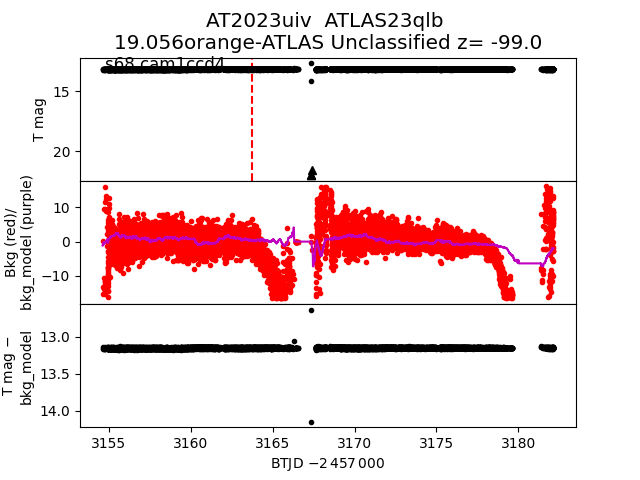 AT2023uiv  ATLAS23qlb
19.056orange-ATLAS Unclassified z= -99.0
s68 cam1ccd4
T mag
15
20
Bkg (red)/
bkg_model (purple)
10
0
−10
T mag −
bkg_model
13.0
13.5
14.0
3155 3160 3165 3170 3175 3180
BTJD −2 457 000